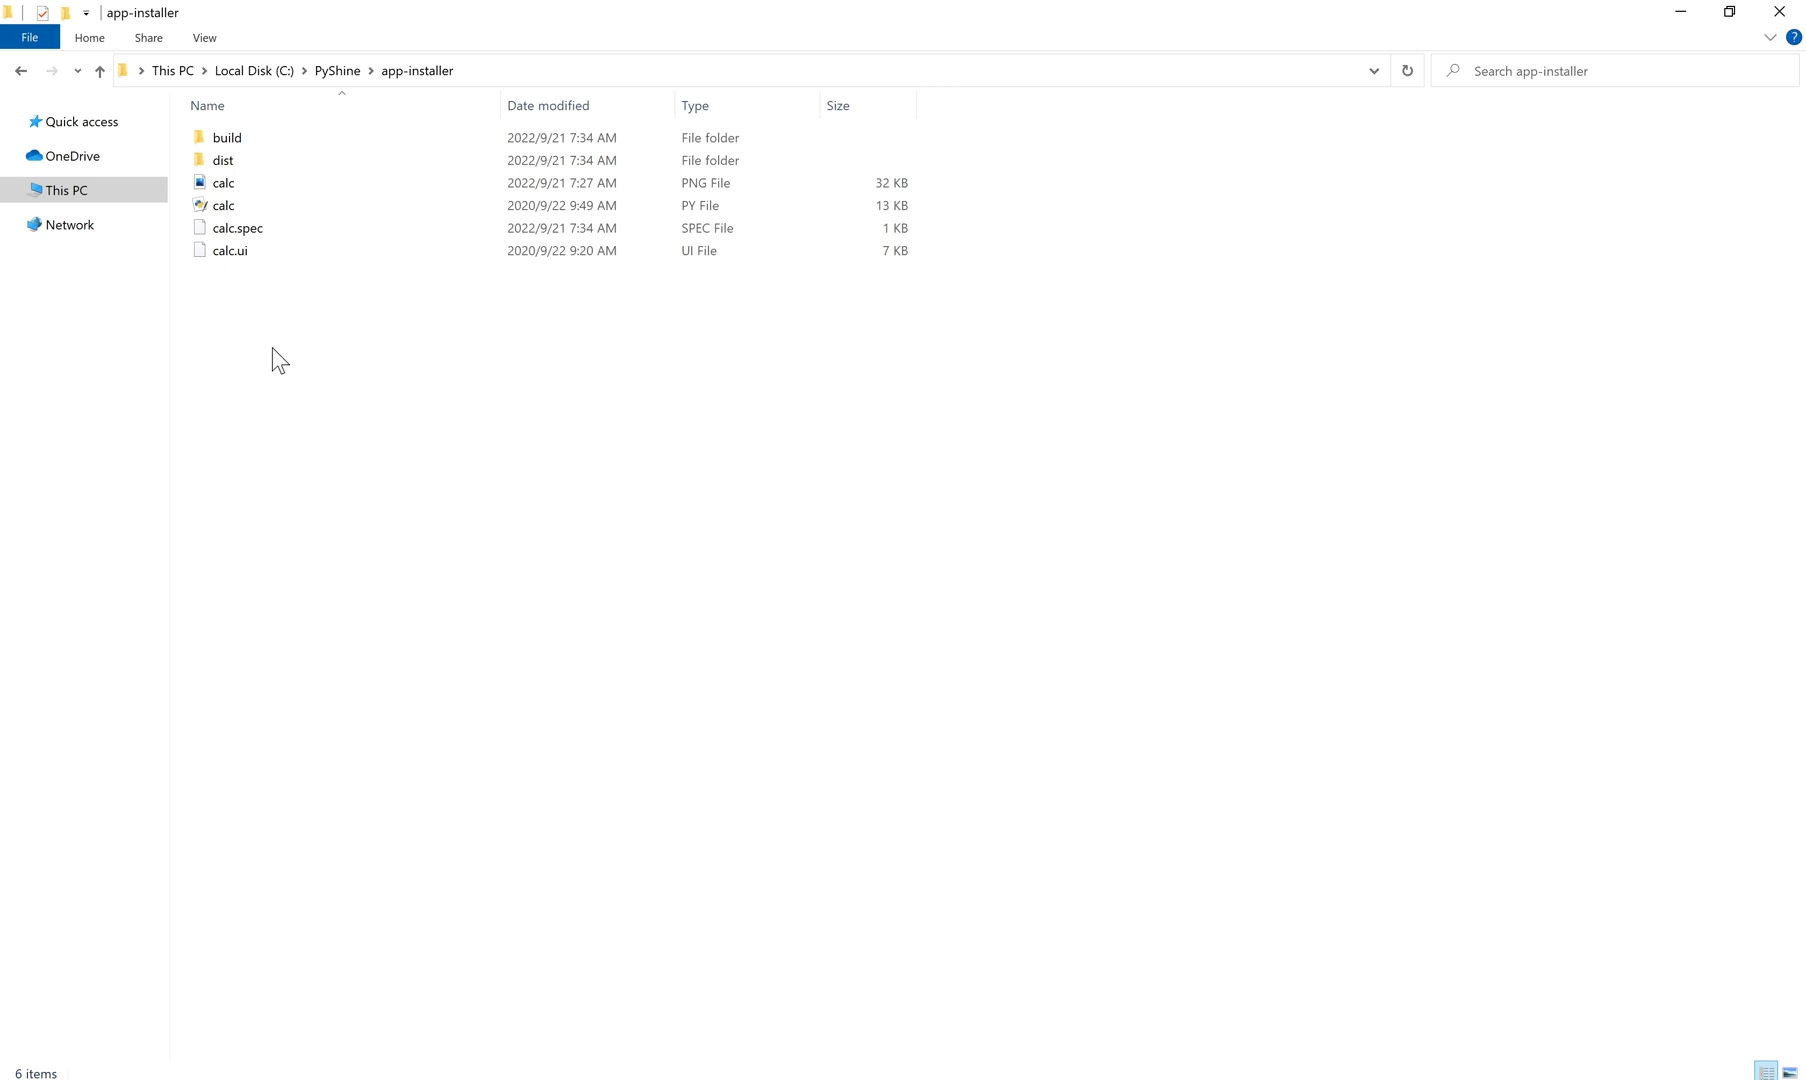 app-installer
File Home Share View
This PC Local Disk (C:) PyShine app-installer Search app-installer
Name Date modified Type Size
Quick access
OneDrive
This PC
Network
build 2022/9/21 7:34 AM File folder
dist 2022/9/21 7:34 AM File folder
calc 2022/9/21 7:27 AM PNG File 32 KB
calc 2020/9/22 9:49 AM PY File 13 KB
calc.spec 2022/9/21 7:34 AM SPEC File 1 KB
calc.ui 2020/9/22 9:20 AM UI File 7 KB
6 items